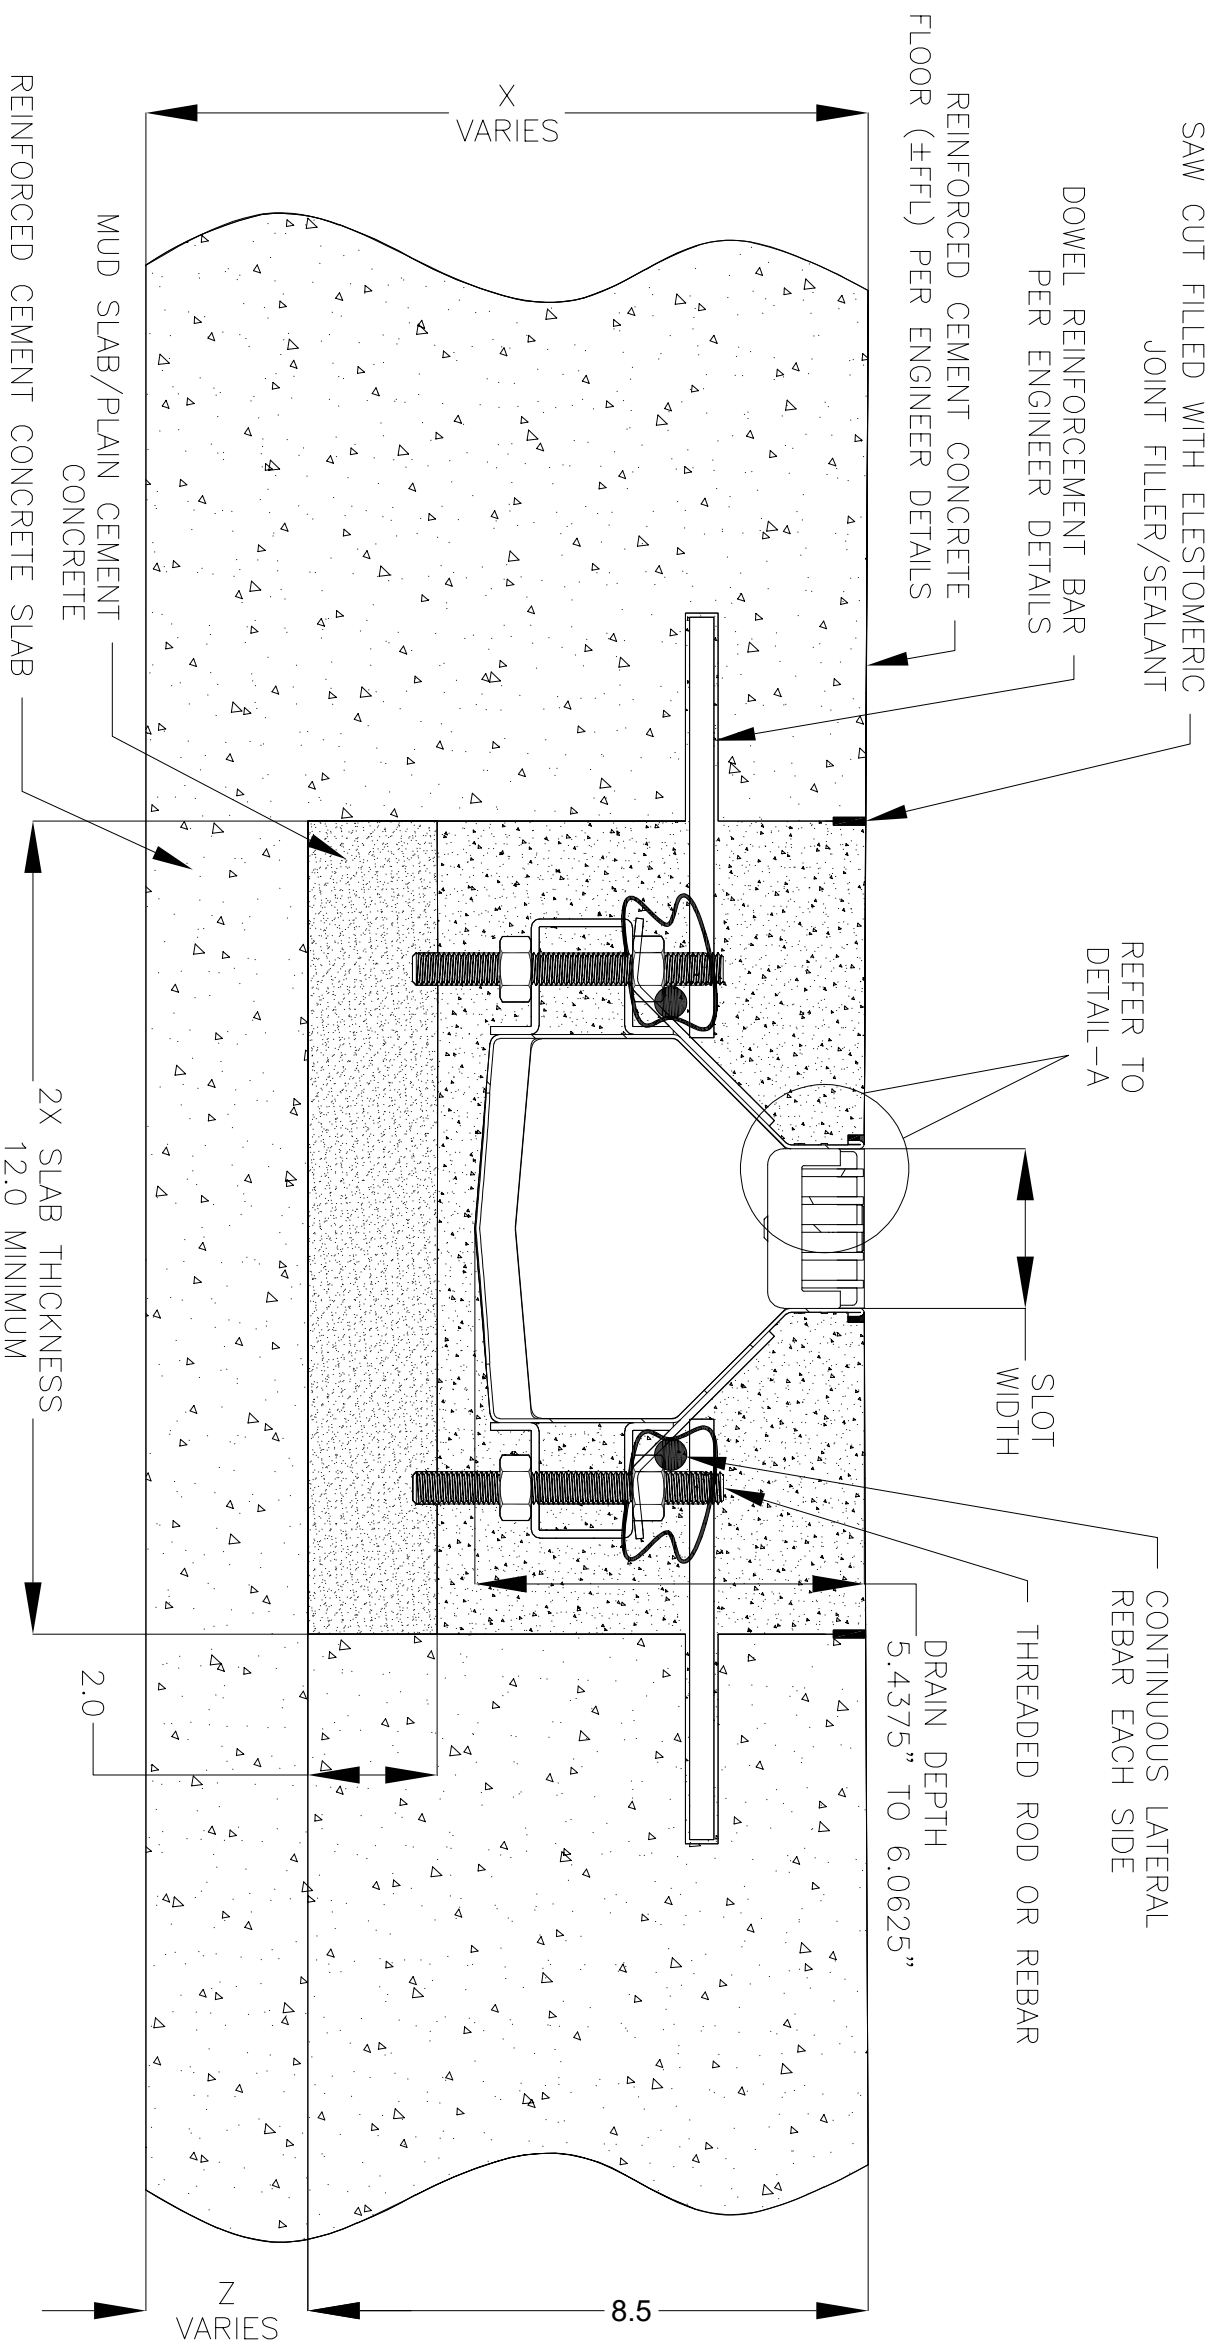 SAW CUT FILLED WITH ELESTOMERIC
JOINT FILLER/SEALANT
DOWEL REINFORCEMENT BAR
PER ENGINEER DETAILS
REINFORCED CEMENT CONCRETE
FLOOR (±FFL) PER ENGINEER DETAILS
X
VARIES
MUD SLAB/PLAIN CEMENT
CONCRETE
REINFORCED CEMENT CONCRETE SLAB
REFER TO
DETAIL-A
SLOT
WIDTH
2X SLAB THICKNESS
12.0 MINIMUM
CONTINUOUS LATERAL
REBAR EACH SIDE
THREADED ROD OR REBAR
DRAIN DEPTH
5.4375" TO 6.0625"
2.0
8.5
Z
VARIES